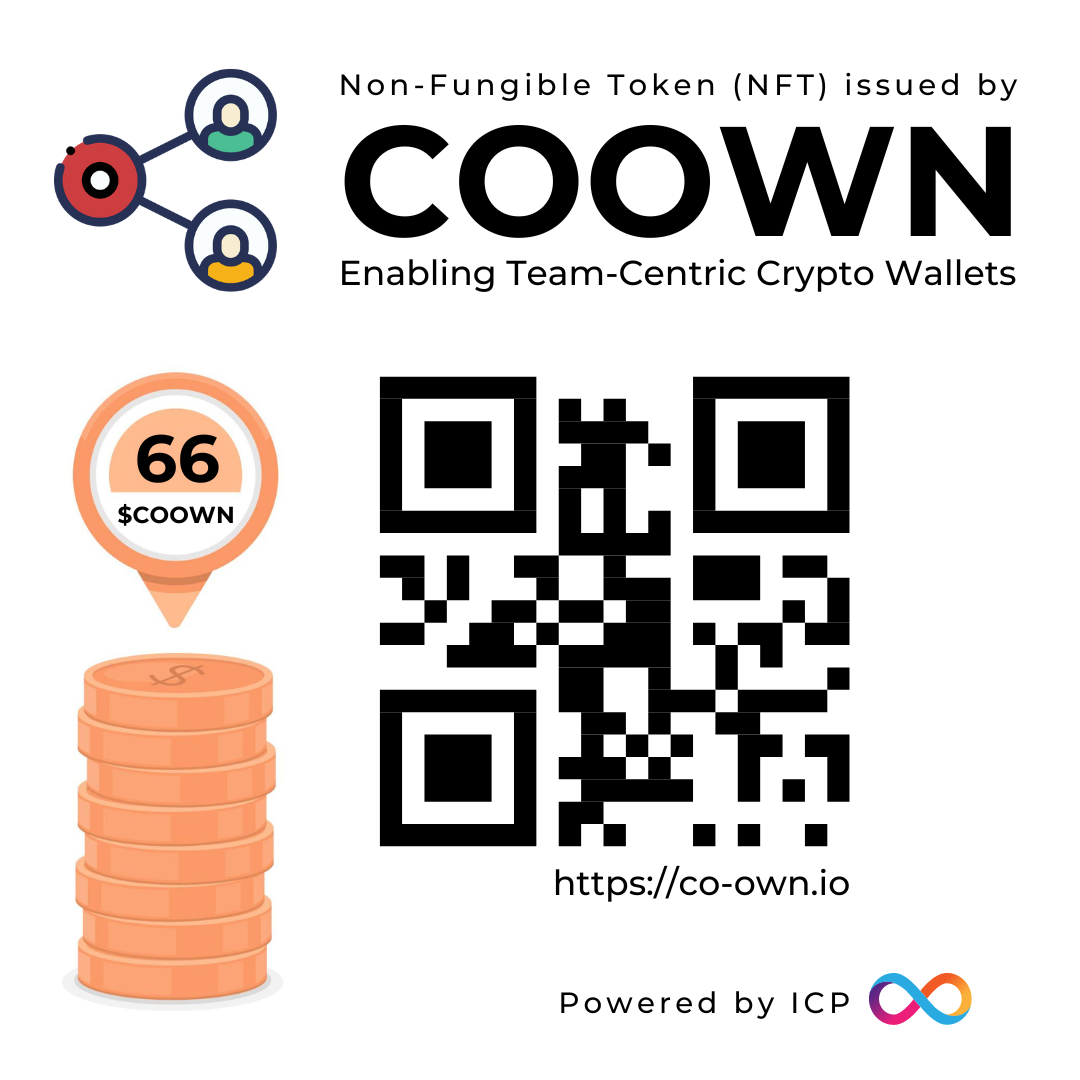 Non-Fungible Token (NFT) issued by
COOWN
Enabling Team-Centric Crypto Wallets
66
$COOWN
$
https://co-own.io
Powered by ICP